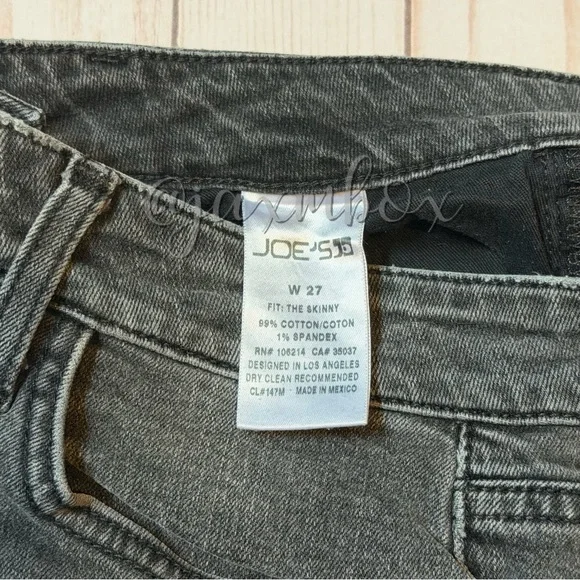 @jaxmbox
JOE'S
W 27
FIT: THE SKINNY
99% COTTON/COTON
1% SPANDEX
RN# 106214 CA# 35037
DESIGNED IN LOS ANGELES
DRY CLEAN RECOMMENDED
CL#147M - MADE IN MEXICO